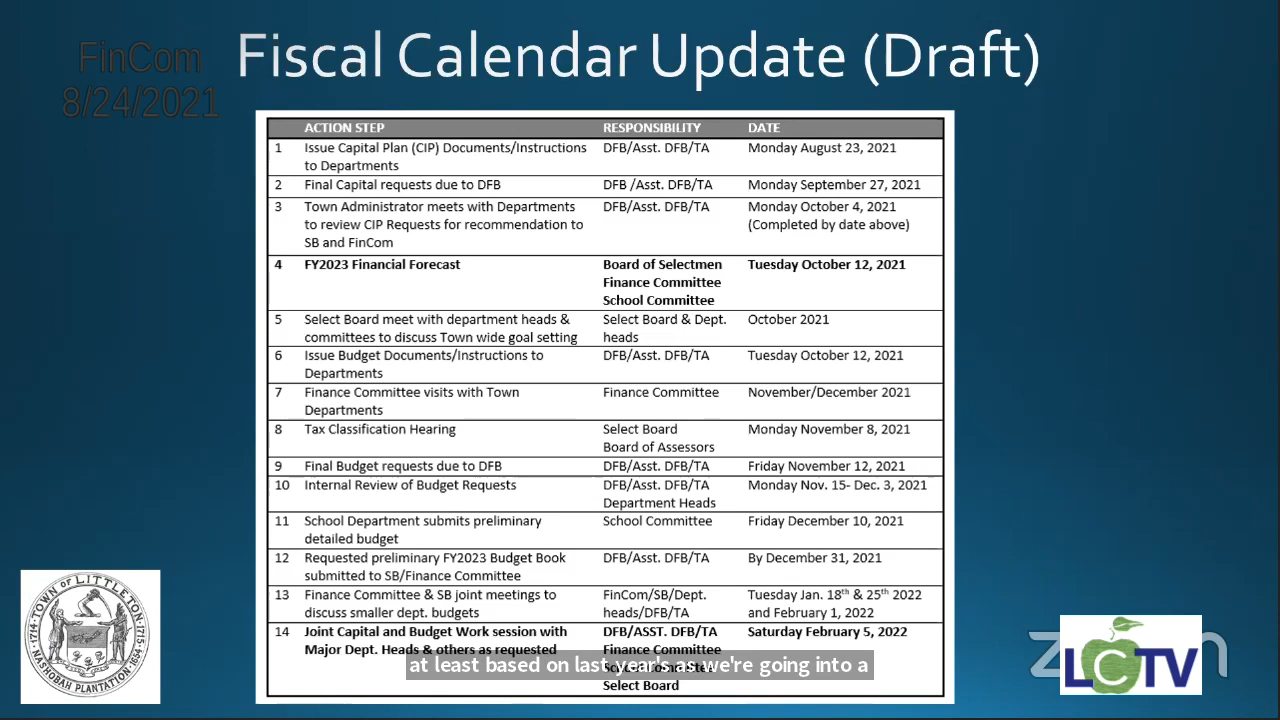 FinCom
8/24/2021
Fiscal Calendar Update (Draft)
ACTION STEP RESPONSIBILITY DATE
1 Issue Capital Plan (CIP) Documents/Instructions DFB/Asst. DFB/TA Monday August 23, 2021
to Departments
2 Final Capital requests due to DFB DFB /Asst. DFB/TA Monday September 27, 2021
3 Town Administrator meets with Departments DFB/Asst. DFB/TA Monday October 4, 2021
to review CIP Requests for recommendation to (Completed by date above)
SB and FinCom
4 FY2023 Financial Forecast Board of Selectmen Tuesday October 12, 2021
Finance Committee
School Committee
5 Select Board meet with department heads & Select Board & Dept. October 2021
committees to discuss Town wide goal setting heads
6 Issue Budget Documents/Instructions to DFB/Asst. DFB/TA Tuesday October 12, 2021
Departments
7 Finance Committee visits with Town Finance Committee November/December 2021
Departments
8 Tax Classification Hearing Select Board Monday November 8, 2021
Board of Assessors
9 Final Budget requests due to DFB DFB/Asst. DFB/TA Friday November 12, 2021
10 Internal Review of Budget Requests DFB/Asst. DFB/TA Monday Nov. 15- Dec. 3, 2021
Department Heads
11 School Department submits preliminary School Committee Friday December 10, 2021
detailed budget
12 Requested preliminary FY2023 Budget Book DFB/Asst. DFB/TA By December 31, 2021
submitted to SB/Finance Committee
13 Finance Committee & SB joint meetings to FinCom/SB/Dept. Tuesday Jan. 18th & 25th 2022
discuss smaller dept. budgets heads/DFB/TA and February 1, 2022
14 Joint Capital and Budget Work session with DFB/ASST. DFB/TA Saturday February 5, 2022
Major Dept. Heads & others as requested Finance Committee
at least based on last year's as we're going into a
Select Board
TOWN OF LITTLETON
1714 · TAHATTAWAN · 1715
NASHOBAH PLANTATION · 1654
LCTV